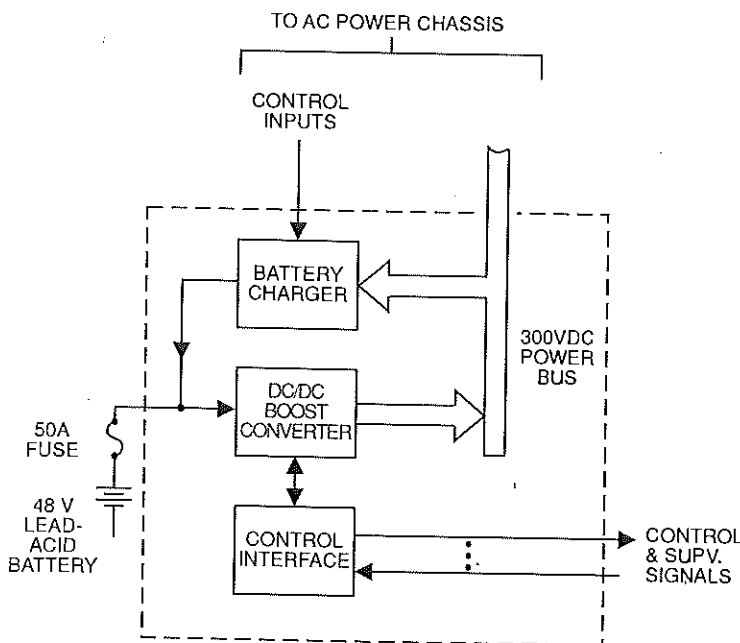 TO AC POWER CHASSIS
CONTROL
INPUTS
BATTERY
CHARGER
300VDC
POWER
BUS
DC/DC
BOOST
CONVERTER
50A
FUSE
48 V
LEAD-
ACID
BATTERY
CONTROL
INTERFACE
CONTROL
& SUPV.
SIGNALS